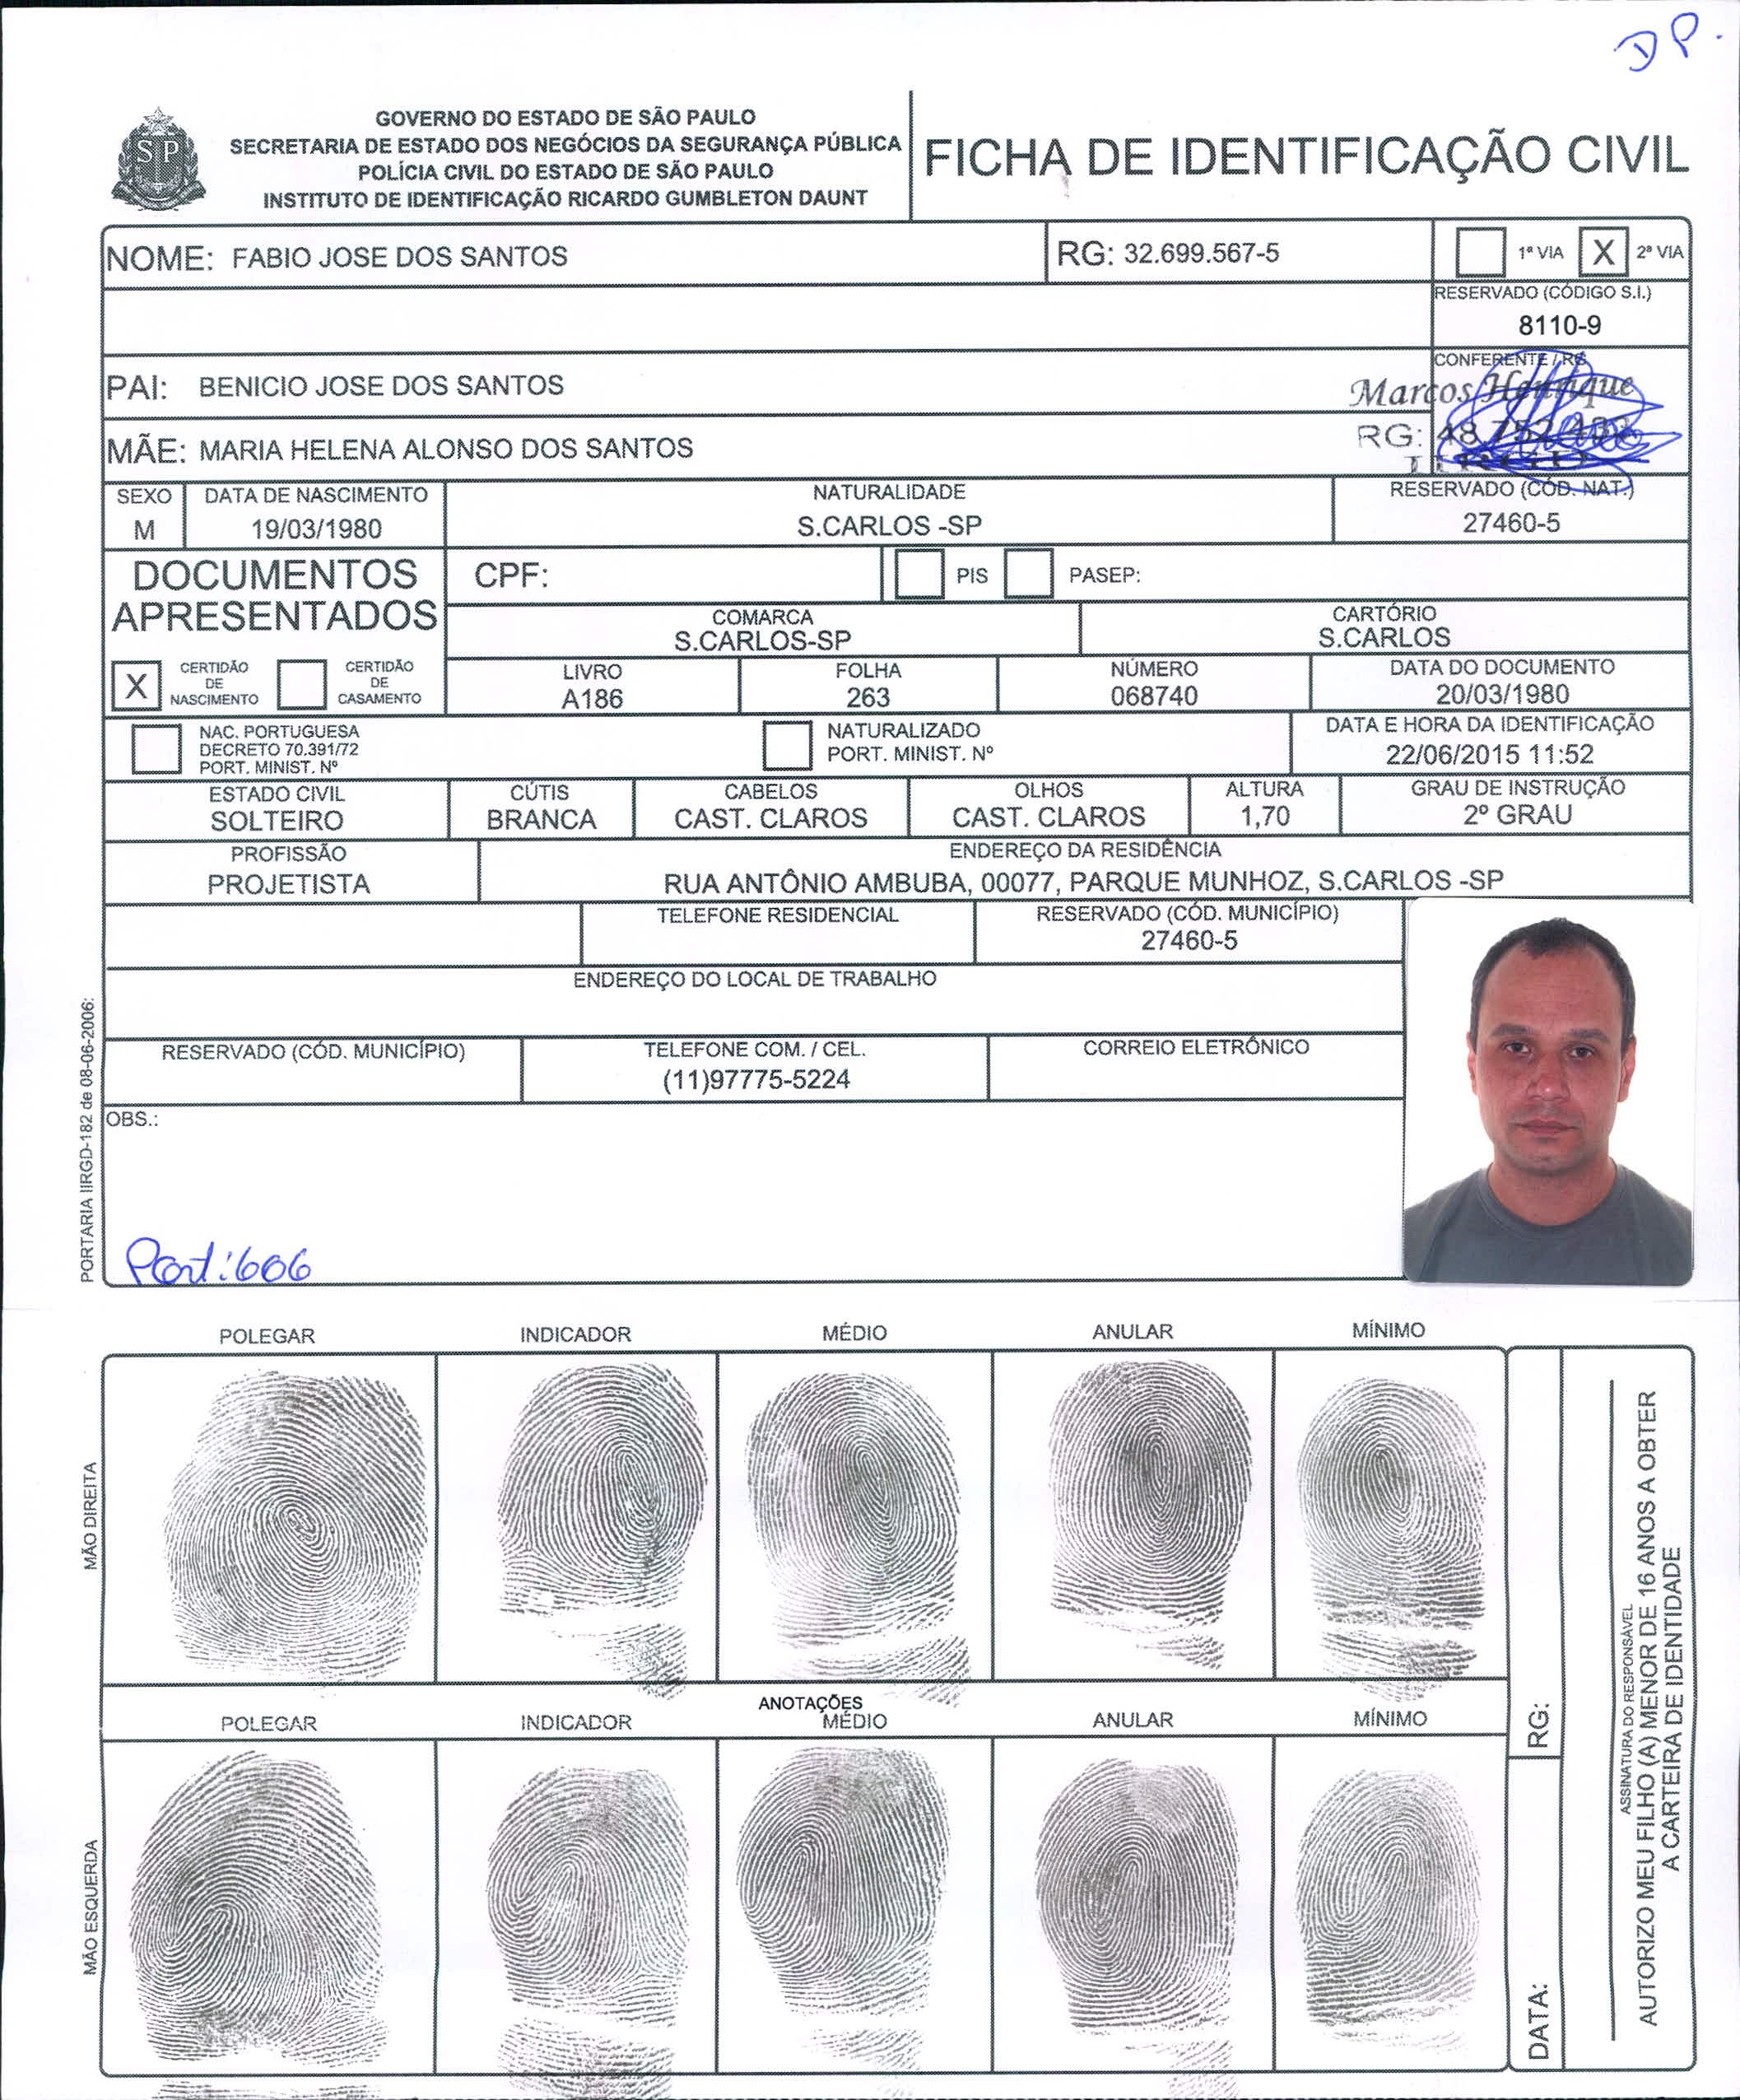 DP.
GOVERNO DO ESTADO DE SÃO PAULO
SECRETARIA DE ESTADO DOS NEGÓCIOS DA SEGURANÇA PÚBLICA
POLÍCIA CIVIL DO ESTADO DE SÃO PAULO
INSTITUTO DE IDENTIFICAÇÃO RICARDO GUMBLETON DAUNT
SP
FICHA DE IDENTIFICAÇÃO CIVIL
NOME: FABIO JOSE DOS SANTOS
RG: 32.699.567-5
1ª VIA X 2ª VIA
RESERVADO (CÓDIGO S.I.)
8110-9
PAI: BENICIO JOSE DOS SANTOS
CONFERENTE / RG
Marcos Henrique
MÃE: MARIA HELENA ALONSO DOS SANTOS
RG:
SEXO
M
DATA DE NASCIMENTO
19/03/1980
NATURALIDADE
S.CARLOS -SP
RESERVADO (CÓD. NAT.)
27460-5
DOCUMENTOS
APRESENTADOS
CPF:
PIS
PASEP:
COMARCA
S.CARLOS-SP
CARTÓRIO
S.CARLOS
X CERTIDÃO
DE
NASCIMENTO
CERTIDÃO
DE
CASAMENTO
LIVRO
A186
FOLHA
263
NÚMERO
068740
DATA DO DOCUMENTO
20/03/1980
NAC. PORTUGUESA
DECRETO 70.391/72
PORT. MINIST. Nº
NATURALIZADO
PORT. MINIST. Nº
DATA E HORA DA IDENTIFICAÇÃO
22/06/2015 11:52
ESTADO CIVIL
SOLTEIRO
CÚTIS
BRANCA
CABELOS
CAST. CLAROS
OLHOS
CAST. CLAROS
ALTURA
1,70
GRAU DE INSTRUÇÃO
2º GRAU
PROFISSÃO
PROJETISTA
ENDEREÇO DA RESIDÊNCIA
RUA ANTÔNIO AMBUBA, 00077, PARQUE MUNHOZ, S.CARLOS -SP
TELEFONE RESIDENCIAL
RESERVADO (CÓD. MUNICÍPIO)
27460-5
ENDEREÇO DO LOCAL DE TRABALHO
RESERVADO (CÓD. MUNICÍPIO)
TELEFONE COM. / CEL.
(11)97775-5224
CORREIO ELETRÔNICO
OBS.:
Port: 606
PORTARIA IIRGD-182 de 08-06-2006:
POLEGAR INDICADOR MÉDIO ANULAR MÍNIMO
MÃO DIREITA
ANOTAÇÕES
POLEGAR INDICADOR MÉDIO ANULAR MÍNIMO
MÃO ESQUERDA
RG:
DATA:
ASSINATURA DO RESPONSÁVEL
AUTORIZO MEU FILHO (A) MENOR DE 16 ANOS A OBTER
A CARTEIRA DE IDENTIDADE